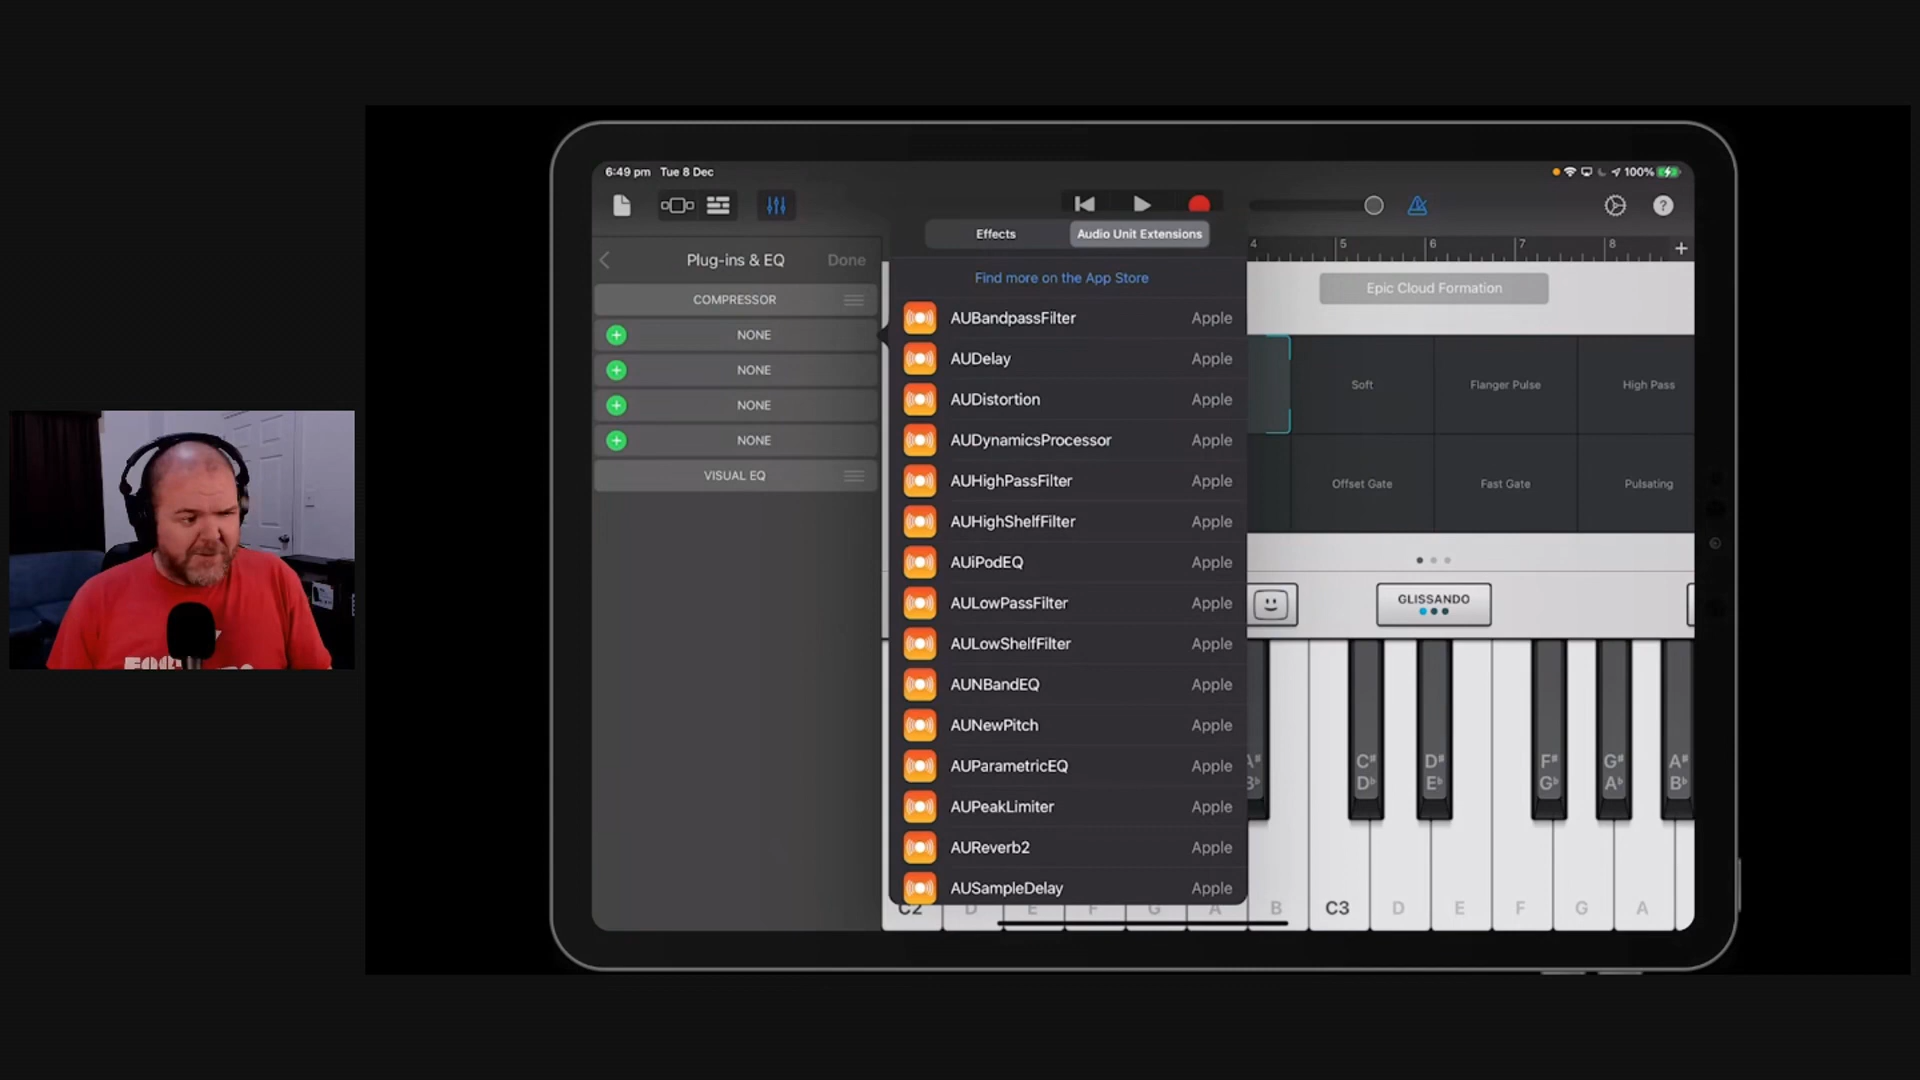 6:49 pm Tue 8 Dec
100%
Effects
Audio Unit Extensions
Plug-ins & EQ
Done
Find more on the App Store
COMPRESSOR
NONE
NONE
NONE
NONE
VISUAL EQ
AUBandpassFilter Apple
AUDelay Apple
AUDistortion Apple
AUDynamicsProcessor Apple
AUHighPassFilter Apple
AUHighShelfFilter Apple
AUiPodEQ Apple
AULowPassFilter Apple
AULowShelfFilter Apple
AUNBandEQ Apple
AUNewPitch Apple
AUParametricEQ Apple
AUPeakLimiter Apple
AUReverb2 Apple
AUSampleDelay Apple
4 5 6 7 8
Epic Cloud Formation
Soft Flanger Pulse High Pass
Offset Gate Fast Gate Pulsating
GLISSANDO
A# C# D# F# G# A#
B♭ D♭ E♭ G♭ A♭ B♭
C2 D E F G A B C3 D E F G A